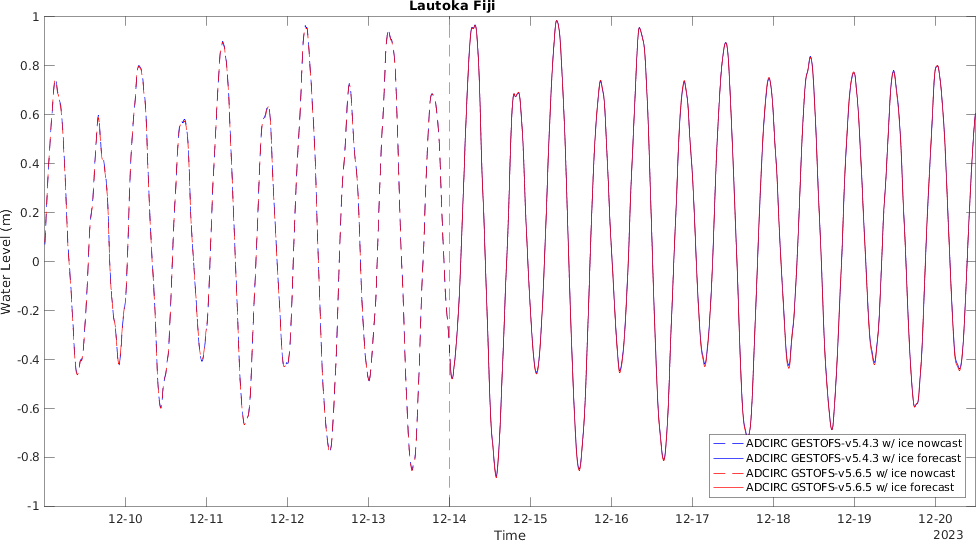 Lautoka Fiji
1
0.8
0.6
0.4
0.2
0
-0.2
-0.4
-0.6
-0.8
-1
Water Level (m)
ADCIRC GESTOFS-v5.4.3 w/ ice nowcast
ADCIRC GESTOFS-v5.4.3 w/ ice forecast
ADCIRC GSTOFS-v5.6.5 w/ ice nowcast
ADCIRC GSTOFS-v5.6.5 w/ ice forecast
12-10 12-11 12-12 12-13 12-14 12-15 12-16 12-17 12-18 12-19 12-20
Time
2023